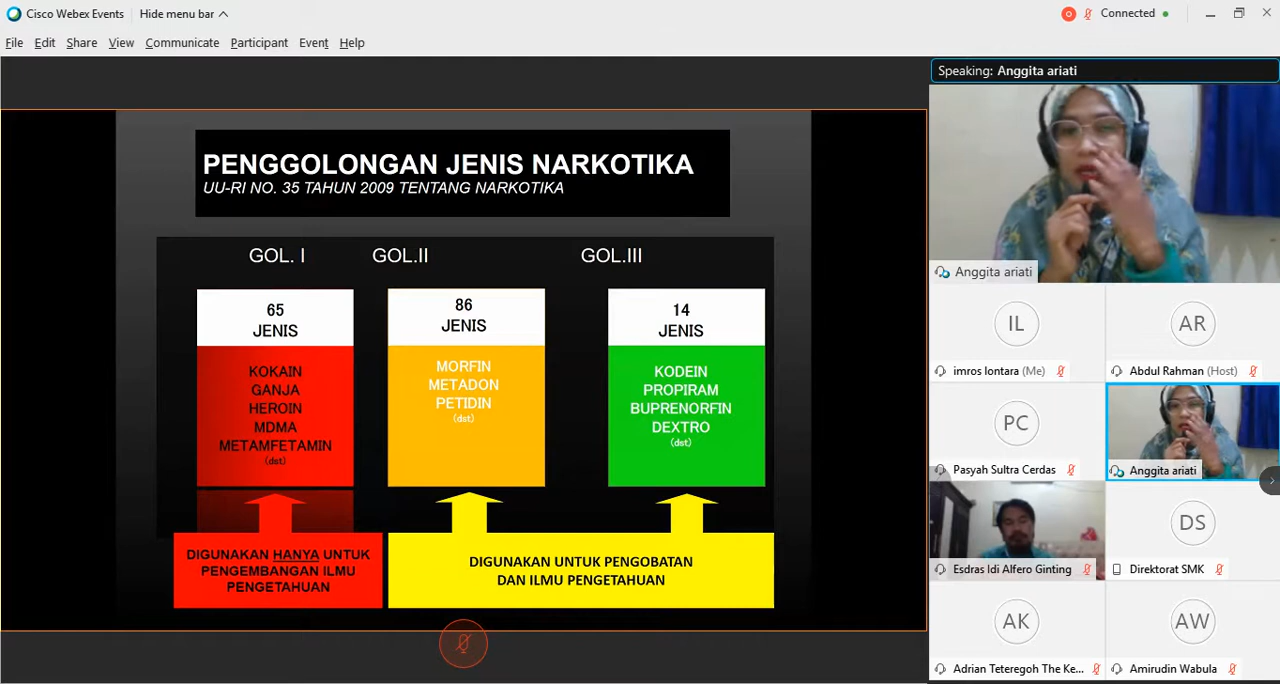 Cisco Webex Events
Hide menu bar
Connected
File Edit Share View Communicate Participant Event Help
PENGGOLONGAN JENIS NARKOTIKA
UU-RI NO. 35 TAHUN 2009 TENTANG NARKOTIKA
GOL. I
GOL.II
GOL.III
65
JENIS
KOKAIN
GANJA
HEROIN
MDMA
METAMFETAMIN
(dst)
86
JENIS
MORFIN
METADON
PETIDIN
(dst)
14
JENIS
KODEIN
PROPIRAM
BUPRENORFIN
DEXTRO
(dst)
DIGUNAKAN HANYA UNTUK
PENGEMBANGAN ILMU
PENGETAHUAN
DIGUNAKAN UNTUK PENGOBATAN
DAN ILMU PENGETAHUAN
Speaking: Anggita ariati
Anggita ariati
IL
imros lontara (Me)
AR
Abdul Rahman (Host)
PC
Pasyah Sultra Cerdas
Anggita ariati
Esdras Idi Alfero Ginting
DS
Direktorat SMK
AK
Adrian Teteregoh The Ke...
AW
Amirudin Wabula